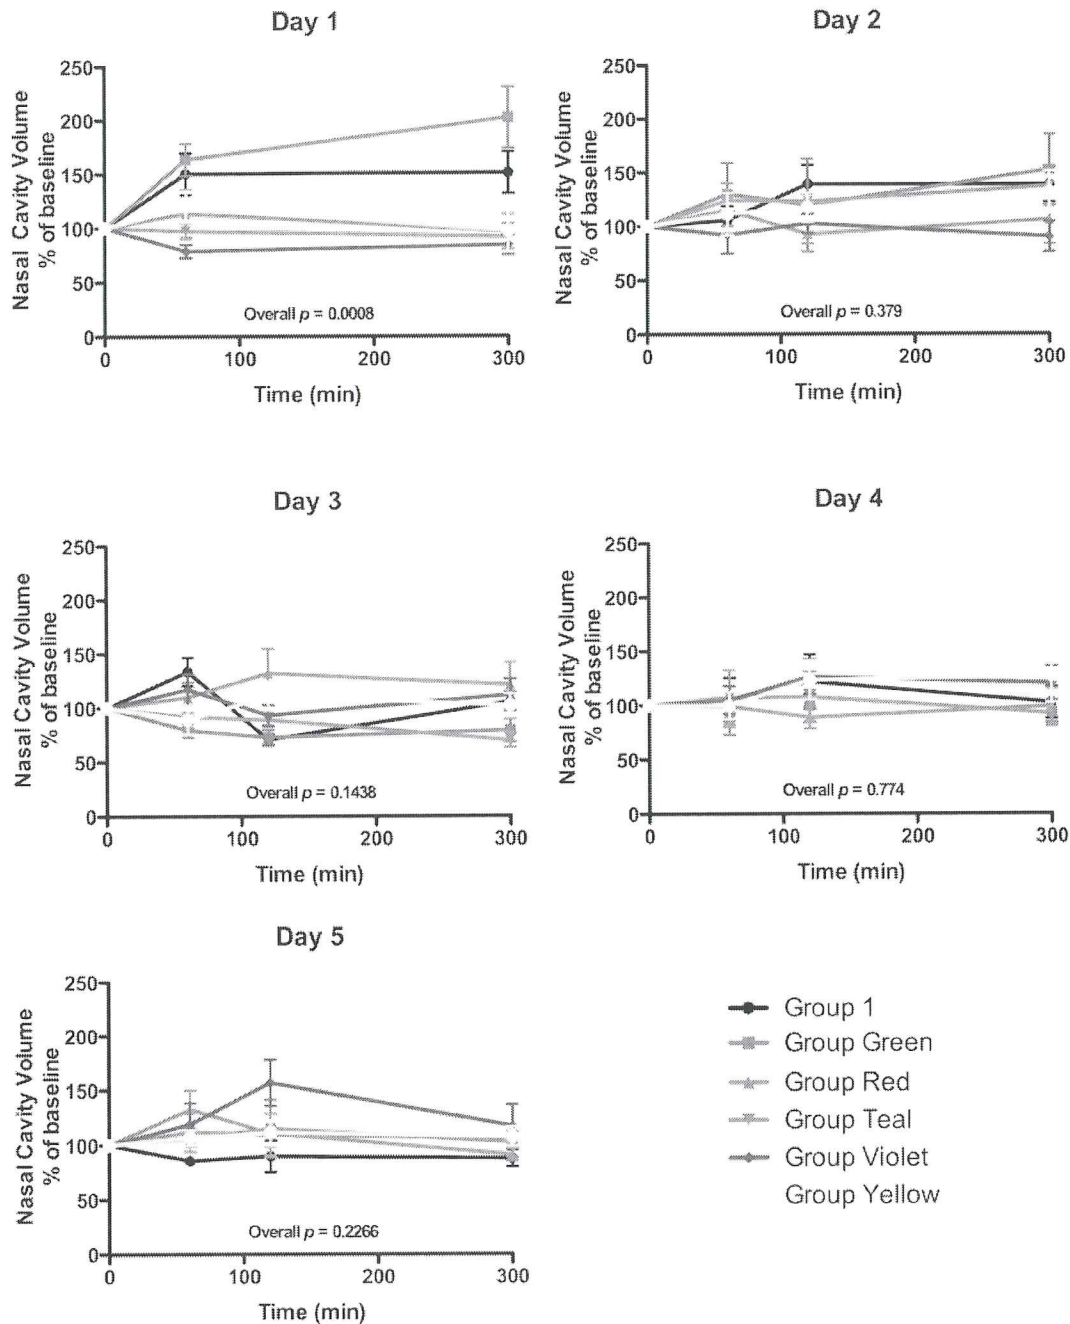 Day 1
Nasal Cavity Volume
% of baseline
250
200
150
100
50
0
Overall p = 0.0008
0 100 200 300
Time (min)
Day 2
Nasal Cavity Volume
% of baseline
250
200
150
100
50
0
Overall p = 0.379
0 100 200 300
Time (min)
Day 3
Nasal Cavity Volume
% of baseline
250
200
150
100
50
0
Overall p = 0.1438
0 100 200 300
Time (min)
Day 4
Nasal Cavity Volume
% of baseline
250
200
150
100
50
0
Overall p = 0.774
0 100 200 300
Time (min)
Day 5
Nasal Cavity Volume
% of baseline
250
200
150
100
50
0
Overall p = 0.2266
0 100 200 300
Time (min)
Group 1
Group Green
Group Red
Group Teal
Group Violet
Group Yellow